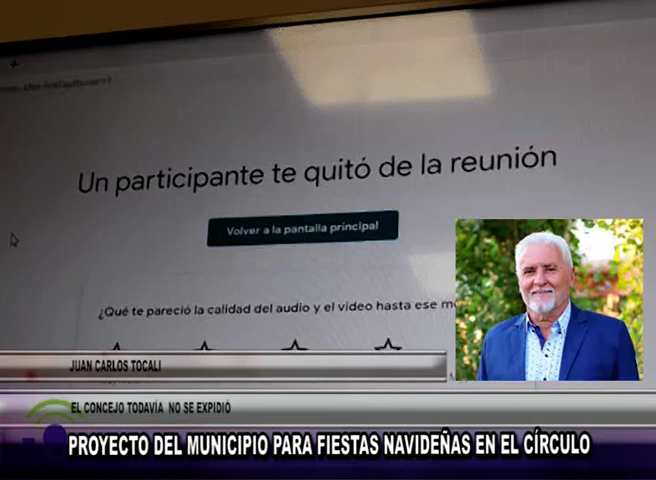 Un participante te quitó de la reunión
Volver a la pantalla principal
¿Qué te pareció la calidad del audio y el video hasta ese m
JUAN CARLOS TOCALI
EL CONCEJO TODAVÍA NO SE EXPIDIÓ
PROYECTO DEL MUNICIPIO PARA FIESTAS NAVIDEÑAS EN EL CÍRCULO